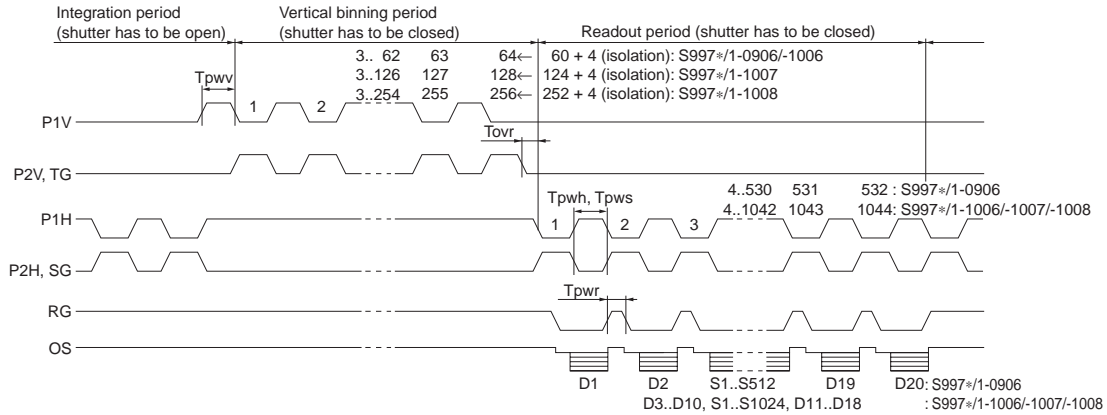 Integration period
(shutter has to be open)
Vertical binning period
(shutter has to be closed)
Readout period (shutter has to be closed)
3.. 62 63 64← 60 + 4 (isolation): S997*/1-0906/-1006
3..126 127 128← 124 + 4 (isolation): S997*/1-1007
3..254 255 256← 252 + 4 (isolation): S997*/1-1008
Tpwv
1 2
P1V
Tovr
P2V, TG
Tpwh, Tpws
4..530 531 532 : S997*/1-0906
4..1042 1043 1044: S997*/1-1006/-1007/-1008
P1H
1 2 3
P2H, SG
Tpwr
RG
OS
D1 D2 S1..S512 D19 D20: S997*/1-0906
D3..D10, S1..S1024, D11..D18 : S997*/1-1006/-1007/-1008